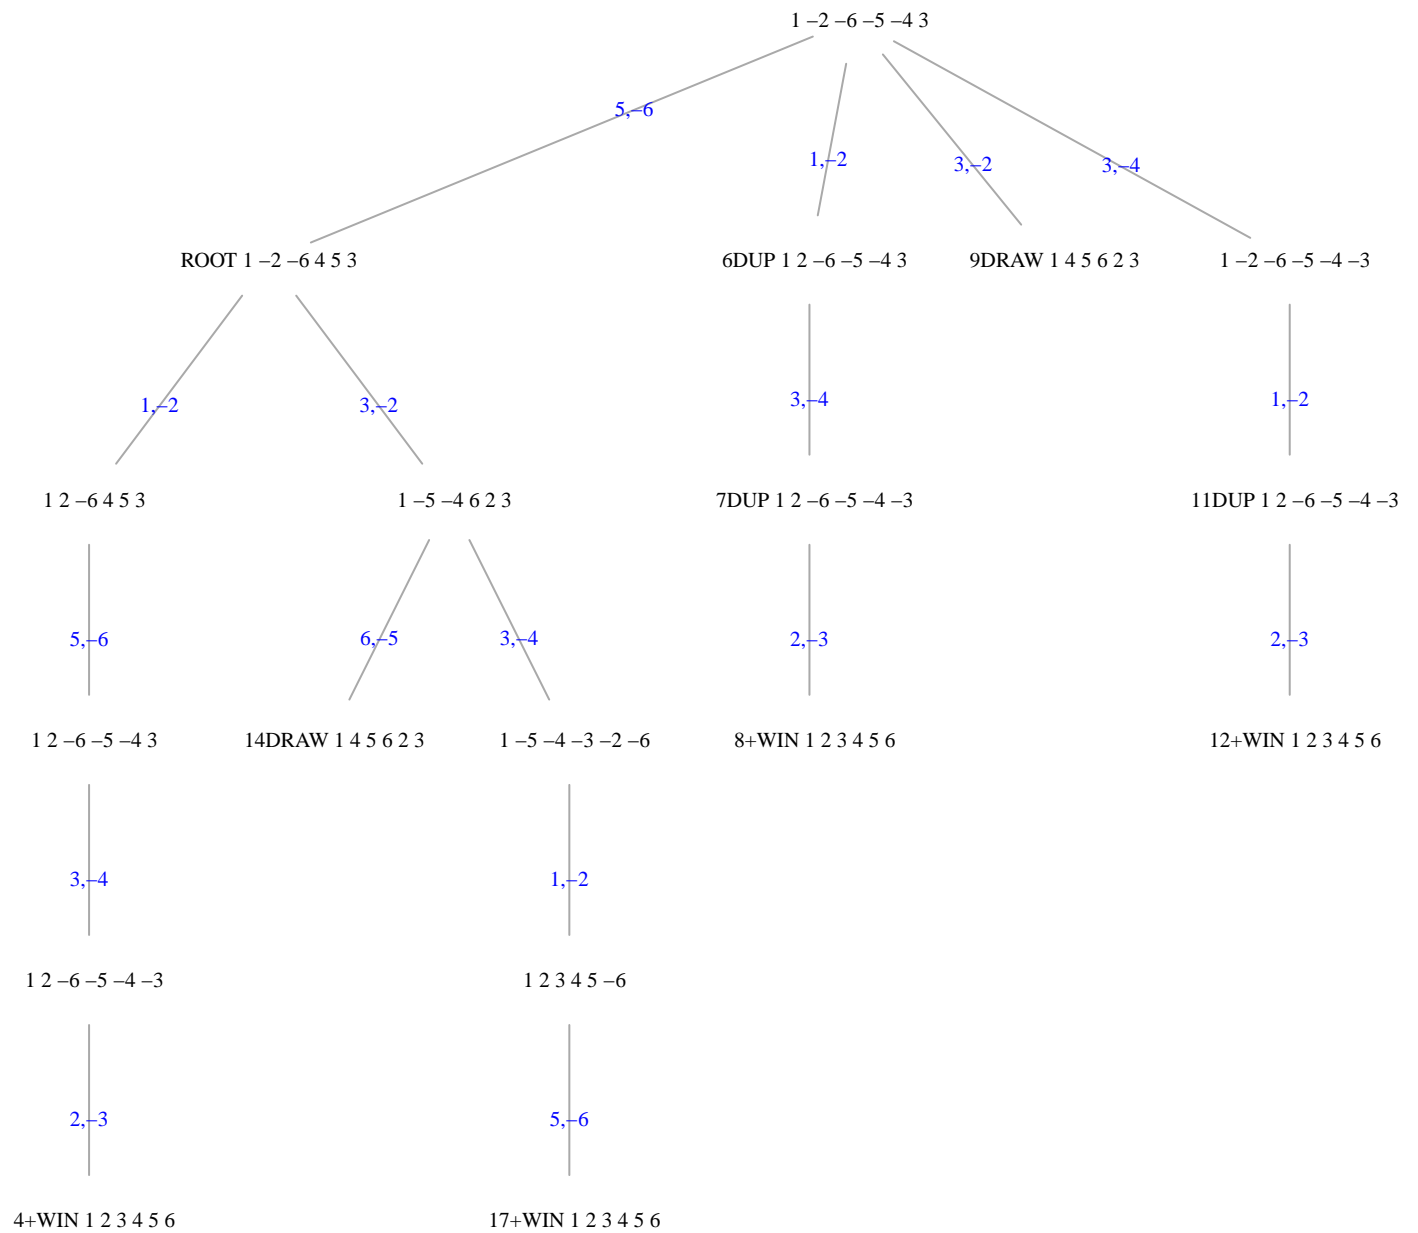 1 –2 –6 –5 –4 3
5,–6
1,–2
3,–2
3,–4
ROOT 1 –2 –6 4 5 3
6DUP 1 2 –6 –5 –4 3
9DRAW 1 4 5 6 2 3
1 –2 –6 –5 –4 –3
1,–2
3,–2
3,–4
1,–2
1 2 –6 4 5 3
1 –5 –4 6 2 3
7DUP 1 2 –6 –5 –4 –3
11DUP 1 2 –6 –5 –4 –3
5,–6
6,–5
3,–4
2,–3
2,–3
1 2 –6 –5 –4 3
14DRAW 1 4 5 6 2 3
1 –5 –4 –3 –2 –6
8+WIN 1 2 3 4 5 6
12+WIN 1 2 3 4 5 6
3,–4
1,–2
1 2 –6 –5 –4 –3
1 2 3 4 5 –6
2,–3
5,–6
4+WIN 1 2 3 4 5 6
17+WIN 1 2 3 4 5 6